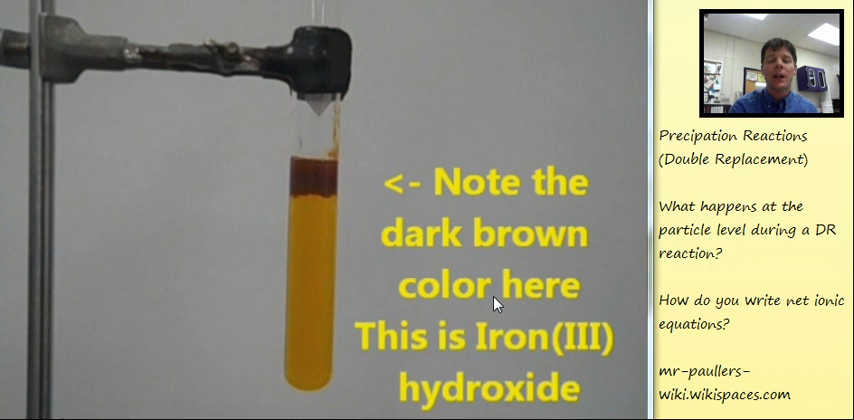 <- Note the
dark brown
color here
This is Iron(III)
hydroxide
Precipation Reactions
(Double Replacement)
What happens at the
particle level during a DR
reaction?
How do you write net ionic
equations?
mr-paullers-
wiki.wikispaces.com